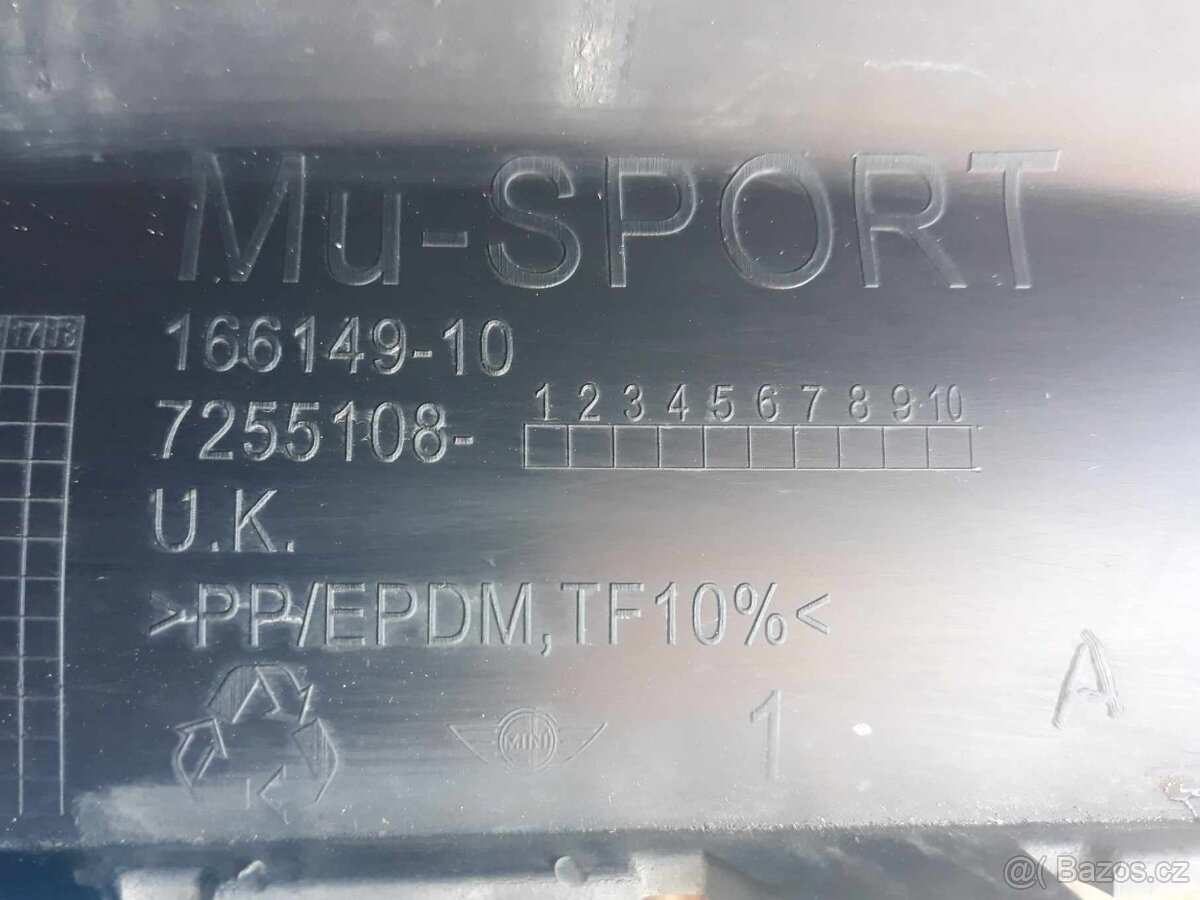 Mu-SPORT
17 18
166149-10
1 2 3 4 5 6 7 8 9 10
7255108-
U.K.
>PP/EPDM,TF10%<
MINI
1
A
@( Bazos.cz